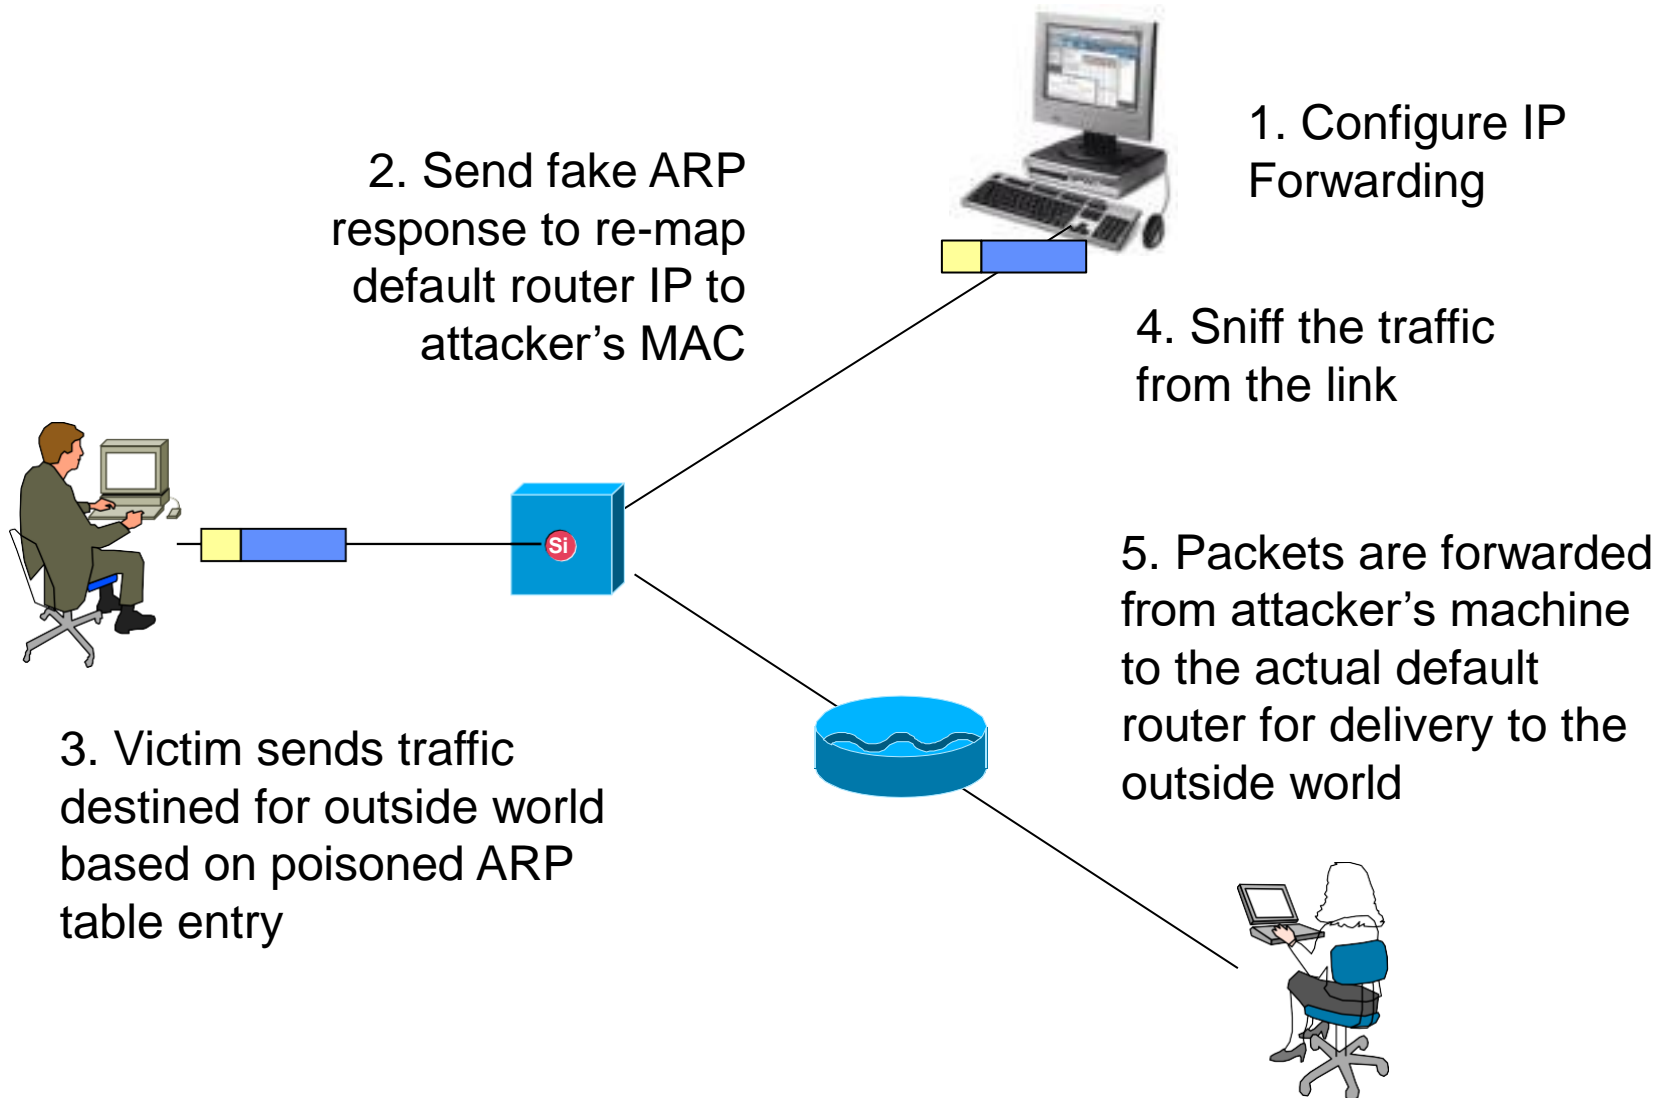 1. Configure IP
Forwarding
2. Send fake ARP
response to re-map
default router IP to
attacker’s MAC
4. Sniff the traffic
from the link
Si
5. Packets are forwarded
from attacker’s machine
to the actual default
router for delivery to the
outside world
3. Victim sends traffic
destined for outside world
based on poisoned ARP
table entry